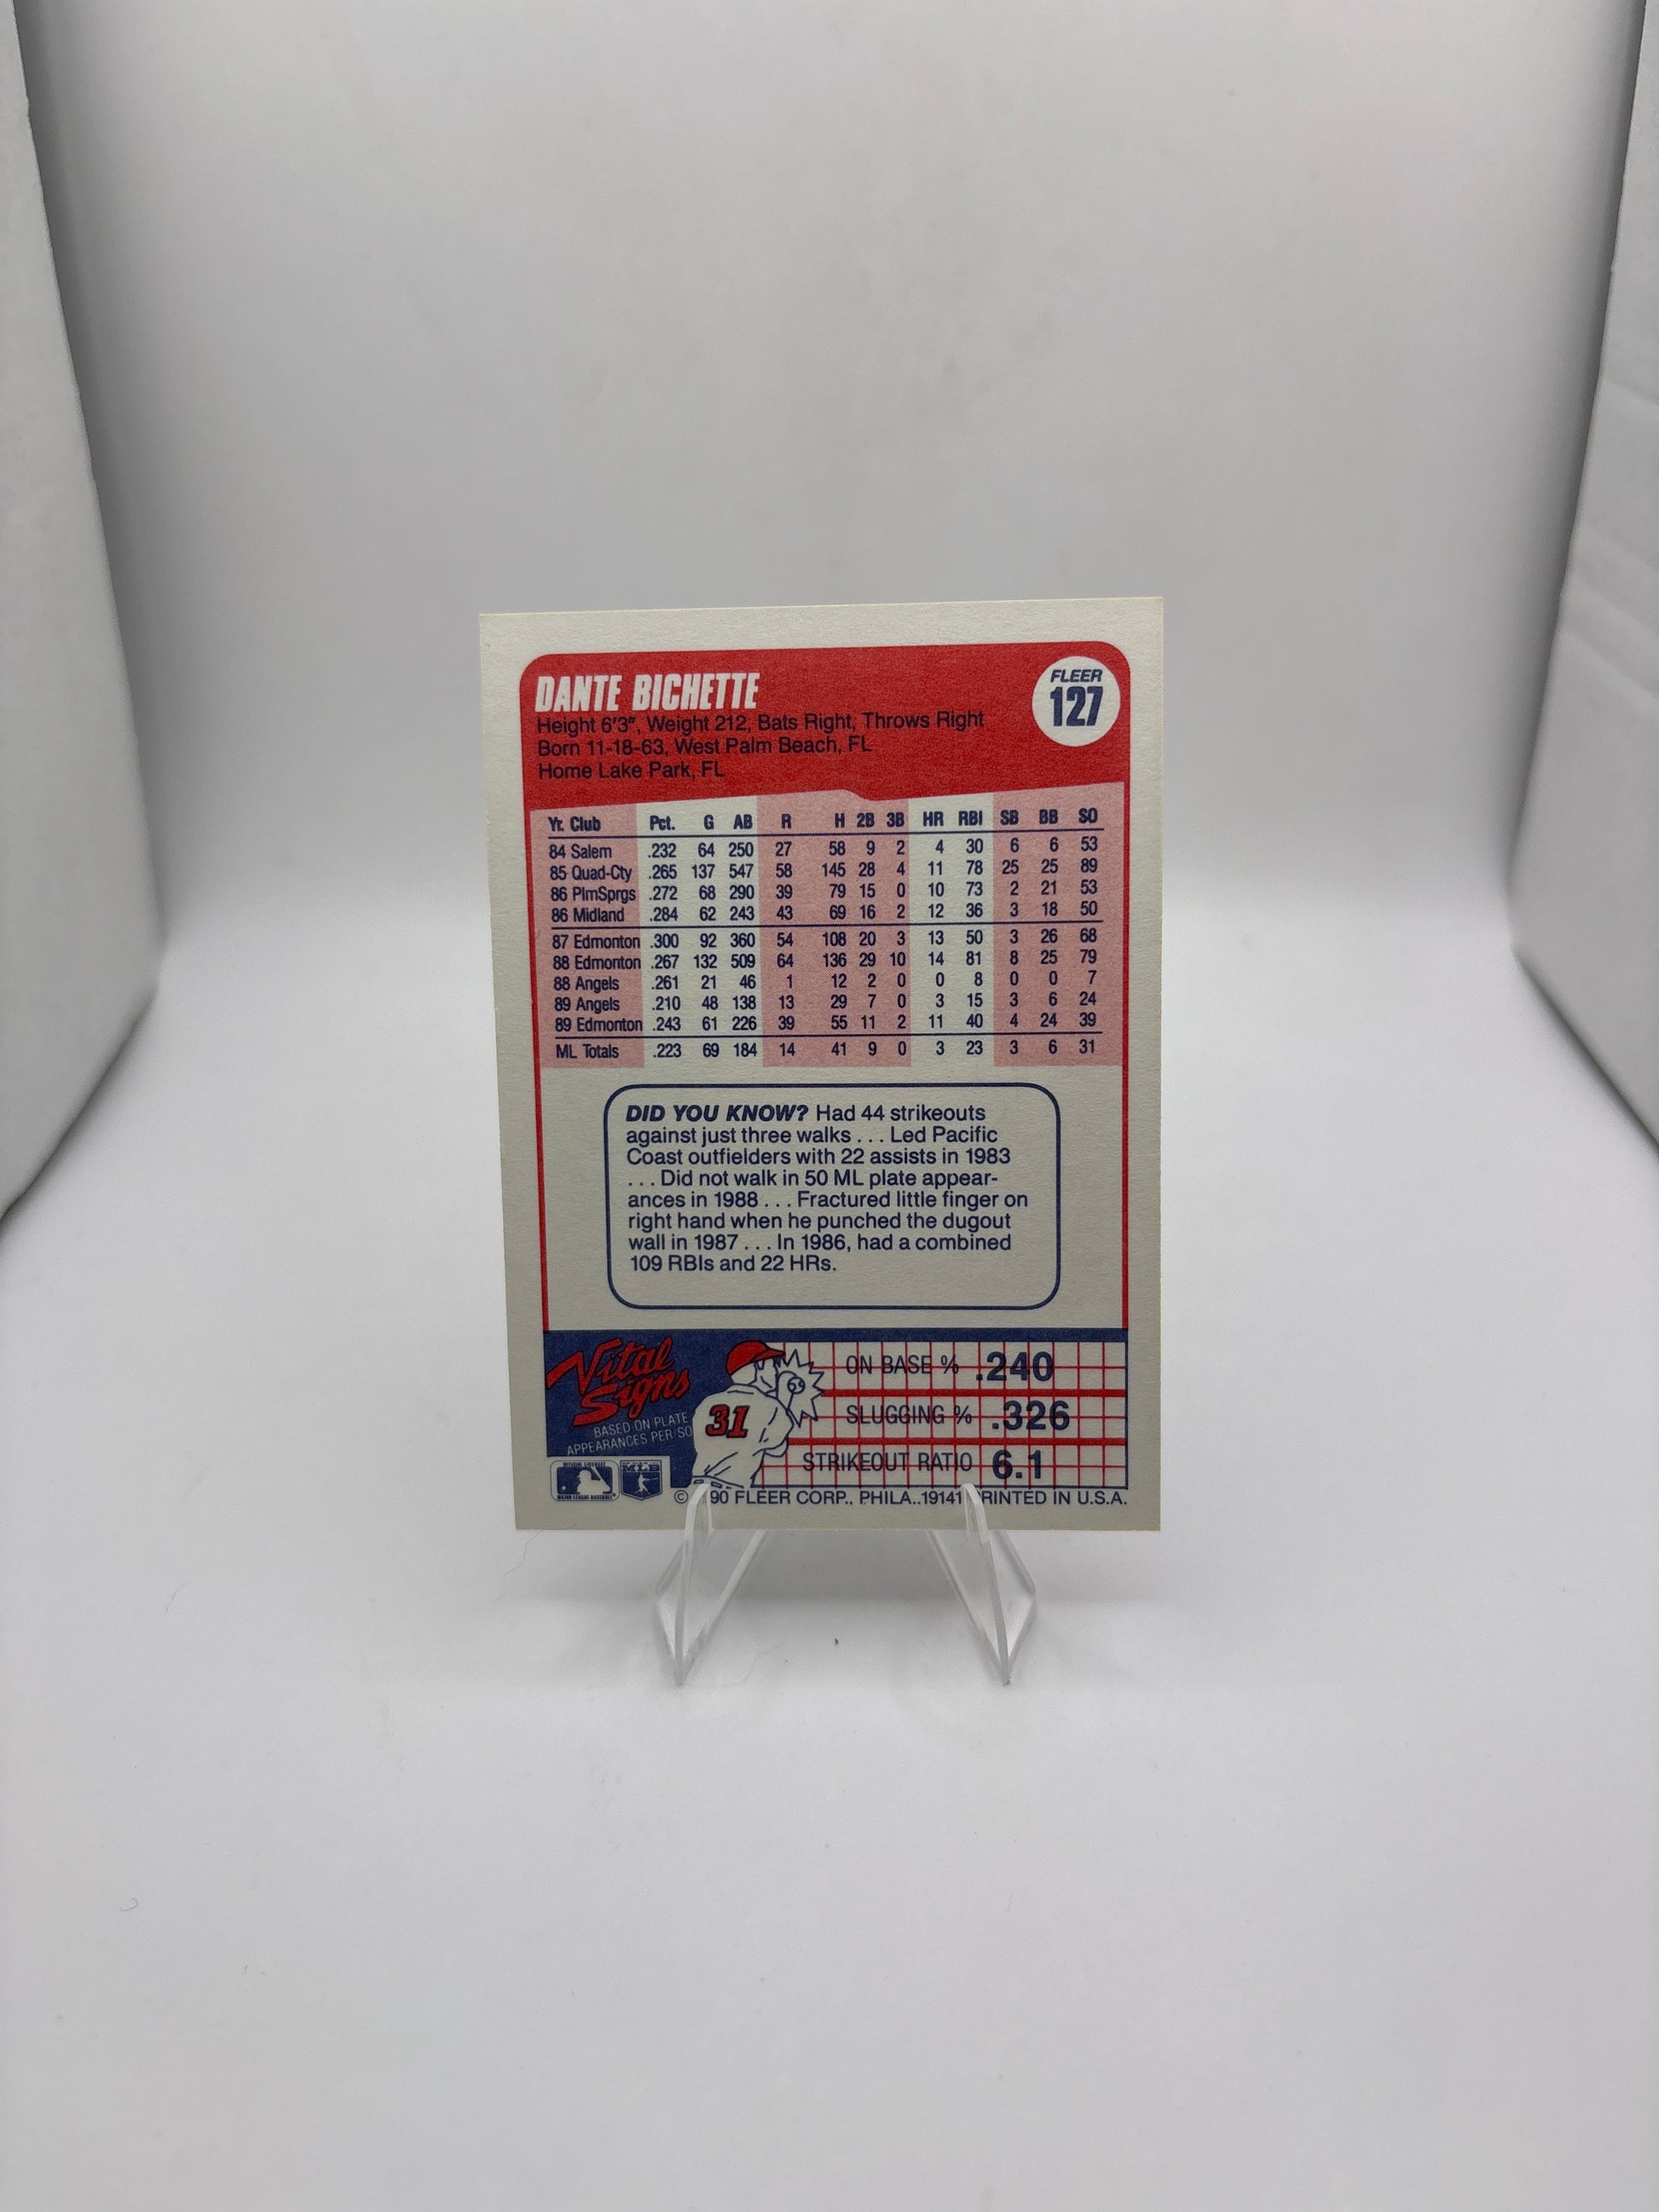 DANTE BICHETTE
FLEER
127
Height 6'3", Weight 212, Bats Right, Throws Right
Born 11-18-63, West Palm Beach, FL
Home Lake Park, FL
Yr. Club Pct. G AB R H 2B 3B HR RBI SB BB SO
84 Salem .232 64 250 27 58 9 2 4 30 6 6 53
85 Quad-Cty .265 137 547 58 145 28 4 11 78 25 25 89
86 PlmSprgs .272 68 290 39 79 15 0 10 73 2 21 53
86 Midland .284 62 243 43 69 16 2 12 36 3 18 50
87 Edmonton .300 92 360 54 108 20 3 13 50 3 26 68
88 Edmonton .267 132 509 64 136 29 10 14 81 8 25 79
88 Angels .261 21 46 1 12 2 0 0 8 0 0 7
89 Angels .210 48 138 13 29 7 0 3 15 3 6 24
89 Edmonton .243 61 226 39 55 11 2 11 40 4 24 39
ML Totals .223 69 184 14 41 9 0 3 23 3 6 31
DID YOU KNOW? Had 44 strikeouts
against just three walks . . . Led Pacific
Coast outfielders with 22 assists in 1983
. . . Did not walk in 50 ML plate appear-
ances in 1988 . . . Fractured little finger on
right hand when he punched the dugout
wall in 1987 . . . In 1986, had a combined
109 RBIs and 22 HRs.
Vital
Signs
BASED ON PLATE
APPEARANCES PER/SO
31
ON BASE % .240
SLUGGING % .326
STRIKEOUT RATIO 6.1
MLB
© 90 FLEER CORP., PHILA., 19141 PRINTED IN U.S.A.